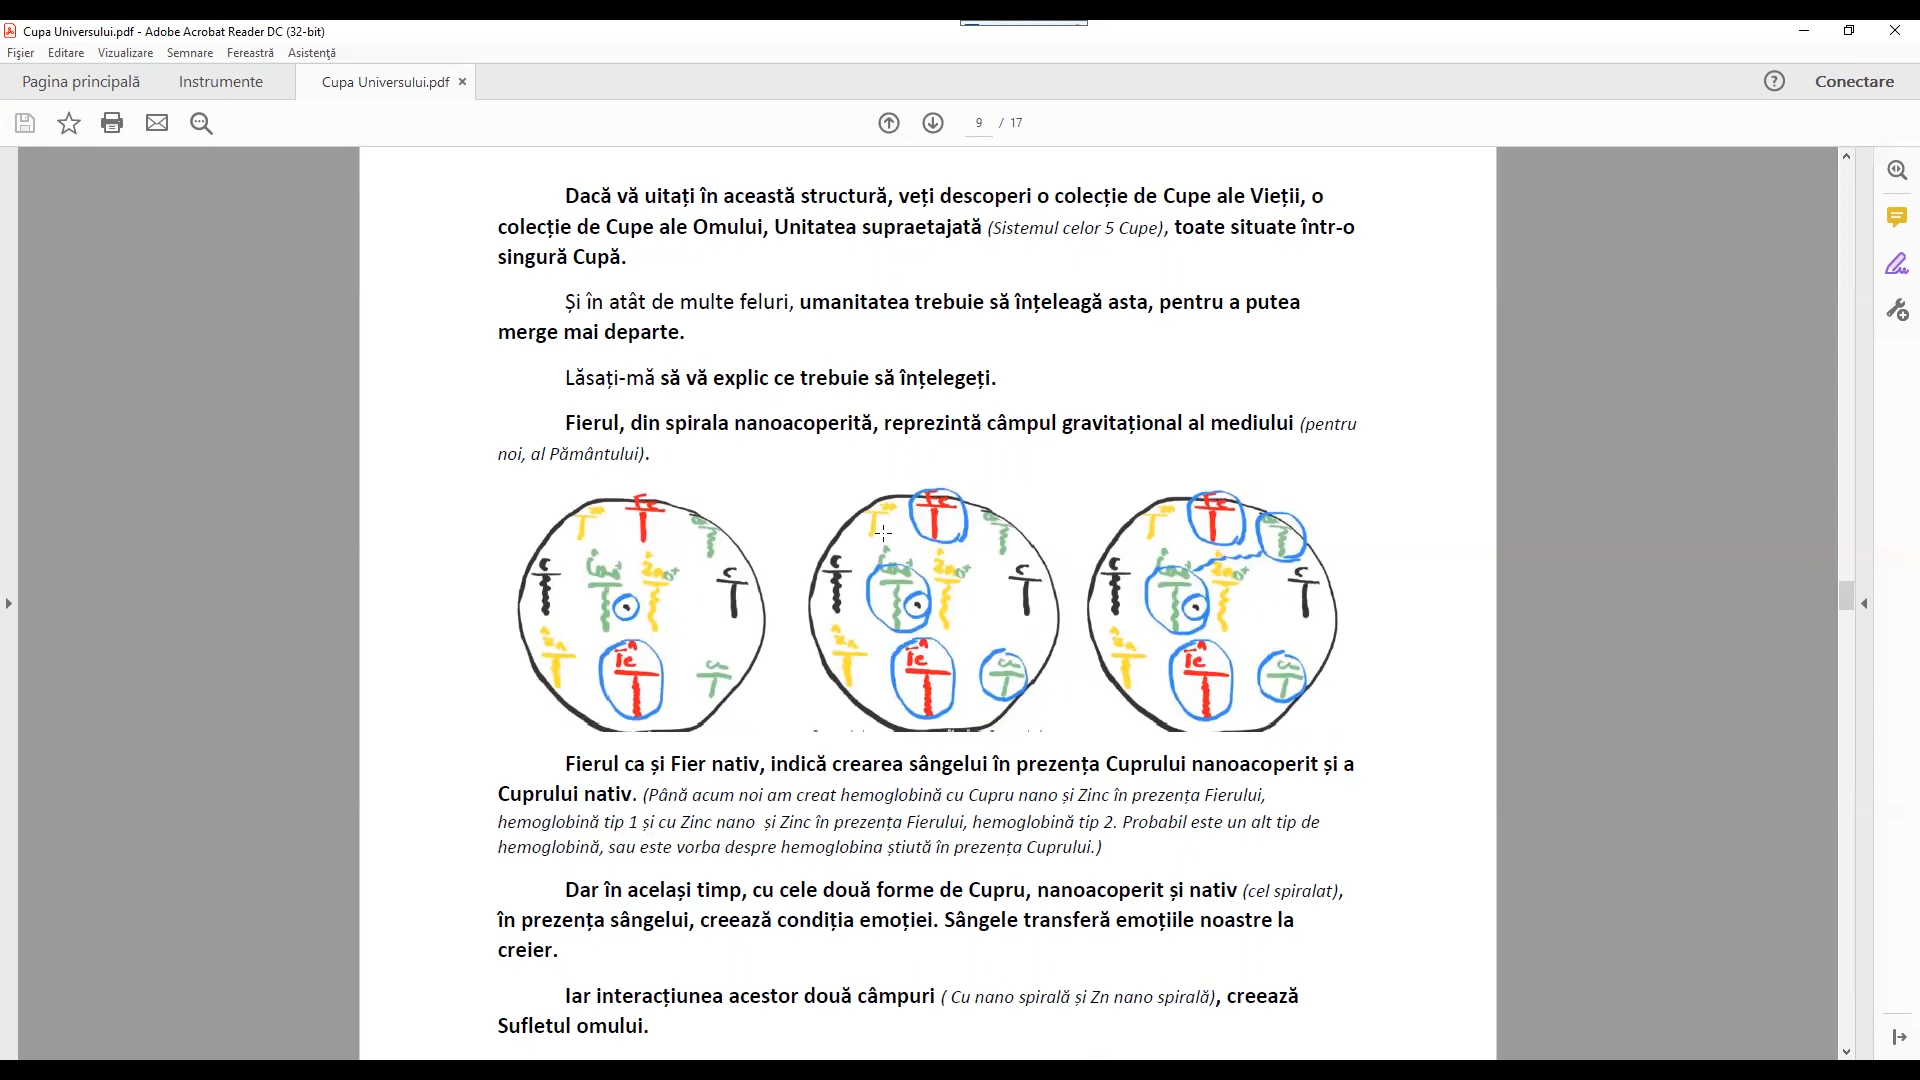 Cupa Universului.pdf - Adobe Acrobat Reader DC (32-bit)
Fișier Editare Vizualizare Semnare Fereastră Asistență
Pagina principală Instrumente Cupa Universului.pdf × Conectare
9 / 17
Dacă vă uitați în această structură, veți descoperi o colecție de Cupe ale Vieții, o
colecție de Cupe ale Omului, Unitatea supraetajată (Sistemul celor 5 Cupe), toate situate într-o
singură Cupă.
Și în atât de multe feluri, umanitatea trebuie să înțeleagă asta, pentru a putea
merge mai departe.
Lăsați-mă să vă explic ce trebuie să înțelegeți.
Fierul, din spirala nanoacoperită, reprezintă câmpul gravitațional al mediului (pentru
noi, al Pământului).
Fierul ca și Fier nativ, indică crearea sângelui în prezența Cuprului nanoacoperit și a
Cuprului nativ. (Până acum noi am creat hemoglobină cu Cupru nano și Zinc în prezența Fierului,
hemoglobină tip 1 și cu Zinc nano și Zinc în prezența Fierului, hemoglobină tip 2. Probabil este un alt tip de
hemoglobină, sau este vorba despre hemoglobina știută în prezența Cuprului.)
Dar în același timp, cu cele două forme de Cupru, nanoacoperit și nativ (cel spiralat),
în prezența sângelui, creează condiția emoției. Sângele transferă emoțiile noastre la
creier.
Iar interacțiunea acestor două câmpuri ( Cu nano spirală și Zn nano spirală), creează
Sufletul omului.